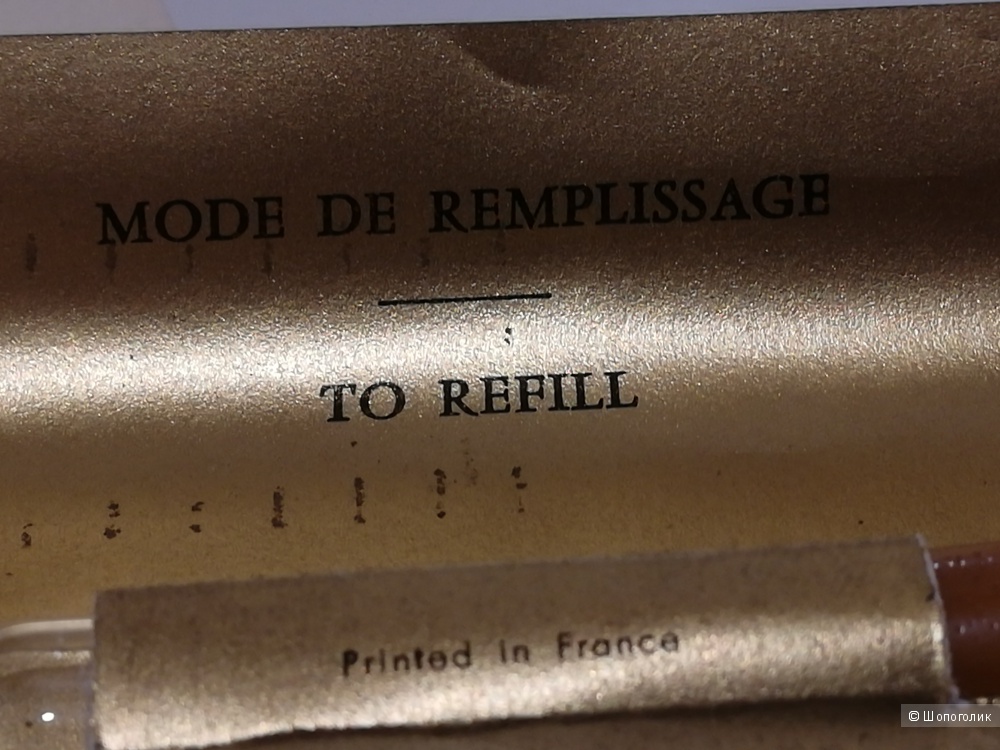 MODE DE REMPLISSAGE
TO REFILL
Printed in France
© Шопоголик